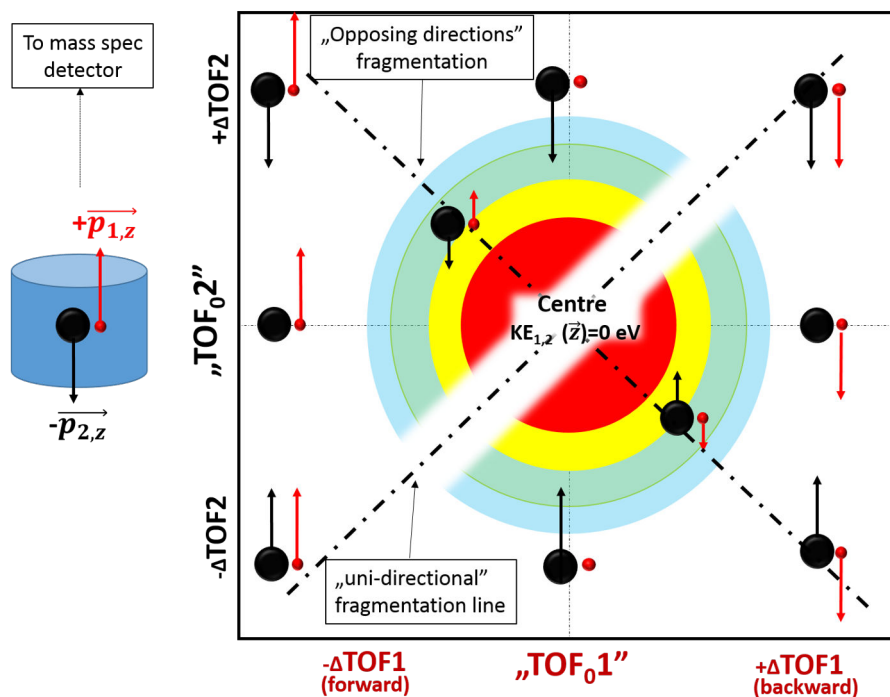 To mass spec
detector
„Opposing directions”
fragmentation
+ΔTOF2
+p₁,z
-p₂,z
„TOF₀2”
Centre
KE₁,₂ (z⃗)=0 eV
-ΔTOF2
„uni-directional”
fragmentation line
-ΔTOF1
(forward)
„TOF₀1”
+ΔTOF1
(backward)